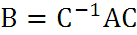 B = C⁻¹AC